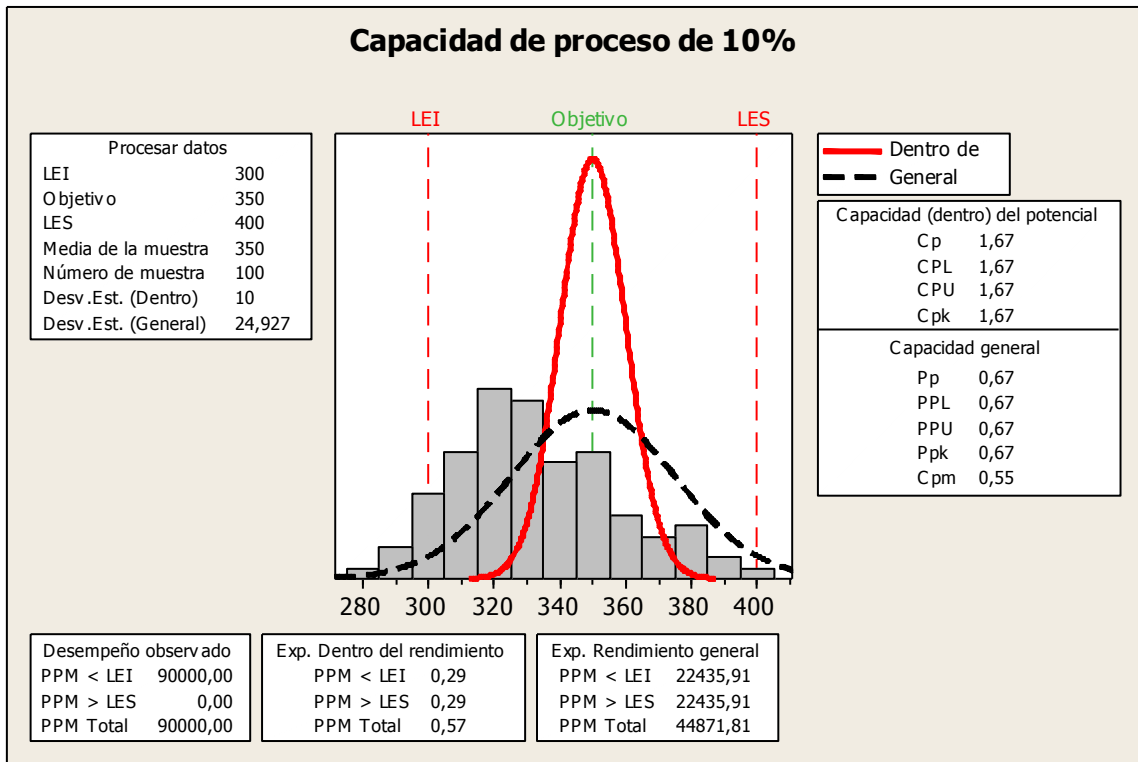 Capacidad de proceso de 10%
LEI Objetivo LES
Procesar datos
LEI 300
Objetivo 350
LES 400
Media de la muestra 350
Número de muestra 100
Desv.Est. (Dentro) 10
Desv.Est. (General) 24,927
Dentro de
General
Capacidad (dentro) del potencial
Cp 1,67
CPL 1,67
CPU 1,67
Cpk 1,67
Capacidad general
Pp 0,67
PPL 0,67
PPU 0,67
Ppk 0,67
Cpm 0,55
280 300 320 340 360 380 400
Desempeño observado
PPM < LEI 90000,00
PPM > LES 0,00
PPM Total 90000,00
Exp. Dentro del rendimiento
PPM < LEI 0,29
PPM > LES 0,29
PPM Total 0,57
Exp. Rendimiento general
PPM < LEI 22435,91
PPM > LES 22435,91
PPM Total 44871,81